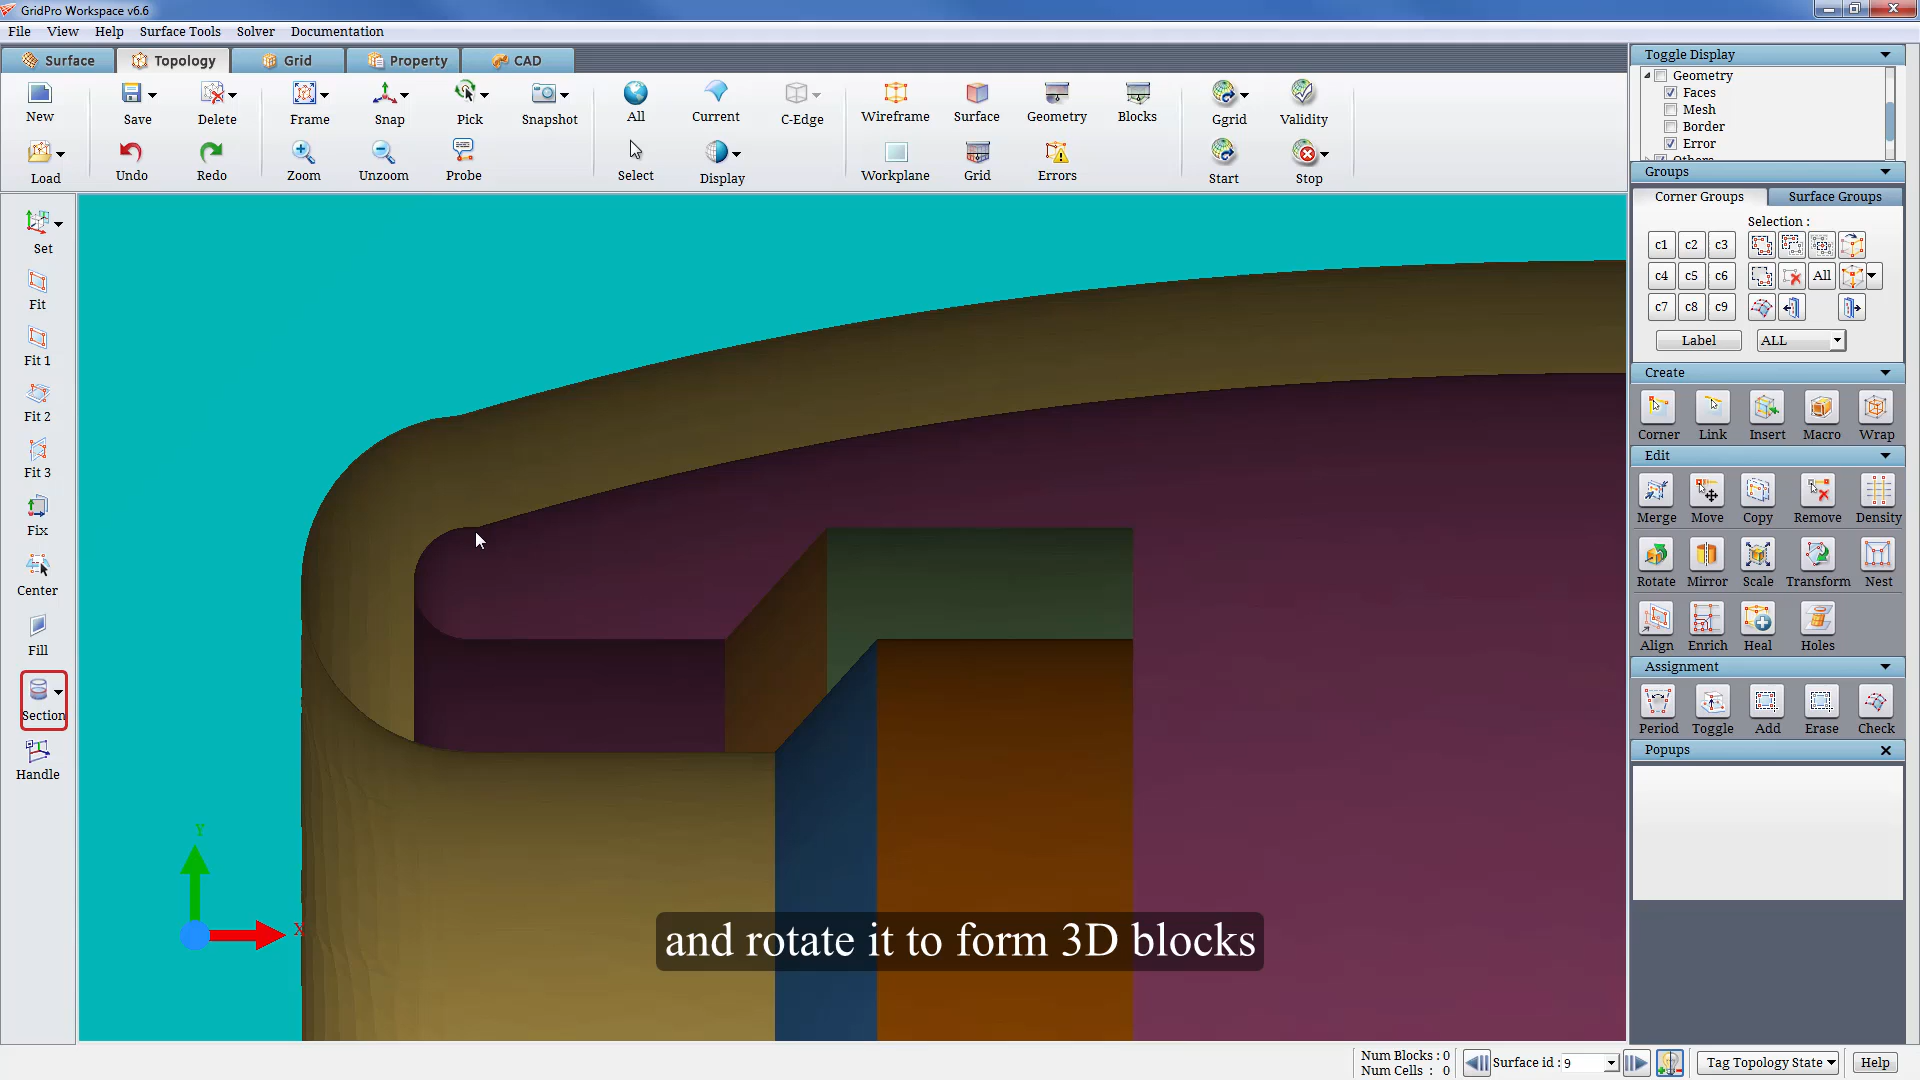 GridPro Workspace v6.6
File View Help Surface Tools Solver Documentation
Surface Topology Grid Property CAD
New Save Delete Frame Snap Pick Snapshot All Current C-Edge Wireframe Surface Geometry Blocks Ggrid Validity
Load Undo Redo Zoom Unzoom Probe Select Display Workplane Grid Errors Start Stop
Set
Fit
Fit 1
Fit 2
Fit 3
Fix
Center
Fill
Section
Handle
Y
X
and rotate it to form 3D blocks
Toggle Display
Geometry
Faces
Mesh
Border
Error
Others
Groups
Corner Groups Surface Groups
Selection :
c1 c2 c3
c4 c5 c6 All
c7 c8 c9
Label ALL
Create
Corner Link Insert Macro Wrap
Edit
Merge Move Copy Remove Density
Rotate Mirror Scale Transform Nest
Align Enrich Heal Holes
Assignment
Period Toggle Add Erase Check
Popups
Num Blocks : 0
Num Cells : 0
Surface id : 9
Tag Topology State
Help